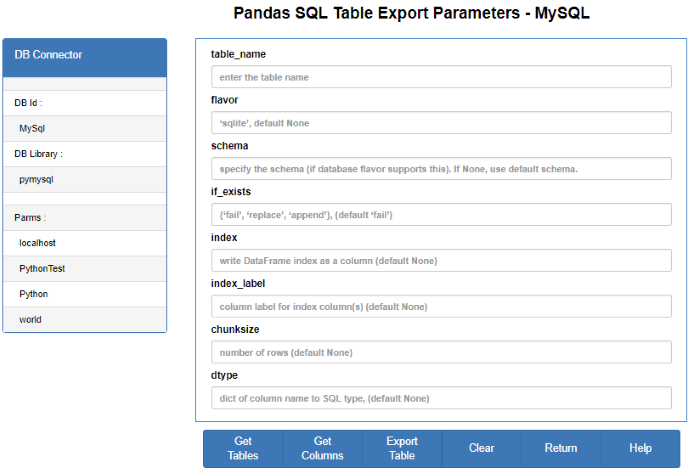 Pandas SQL Table Export Parameters - MySQL
DB Connector
DB Id :
MySql
DB Library :
pymysql
Parms :
localhost
PythonTest
Python
world
table_name
enter the table name
flavor
‘sqlite’, default None
schema
specify the schema (if database flavor supports this). If None, use default schema.
if_exists
{‘fail’, ‘replace’, ‘append’}, (default ‘fail’)
index
write DataFrame index as a column (default None)
index_label
column label for index column(s) (default None)
chunksize
number of rows (default None)
dtype
dict of column name to SQL type, (default None)
Get
Tables
Get
Columns
Export
Table
Clear
Return
Help